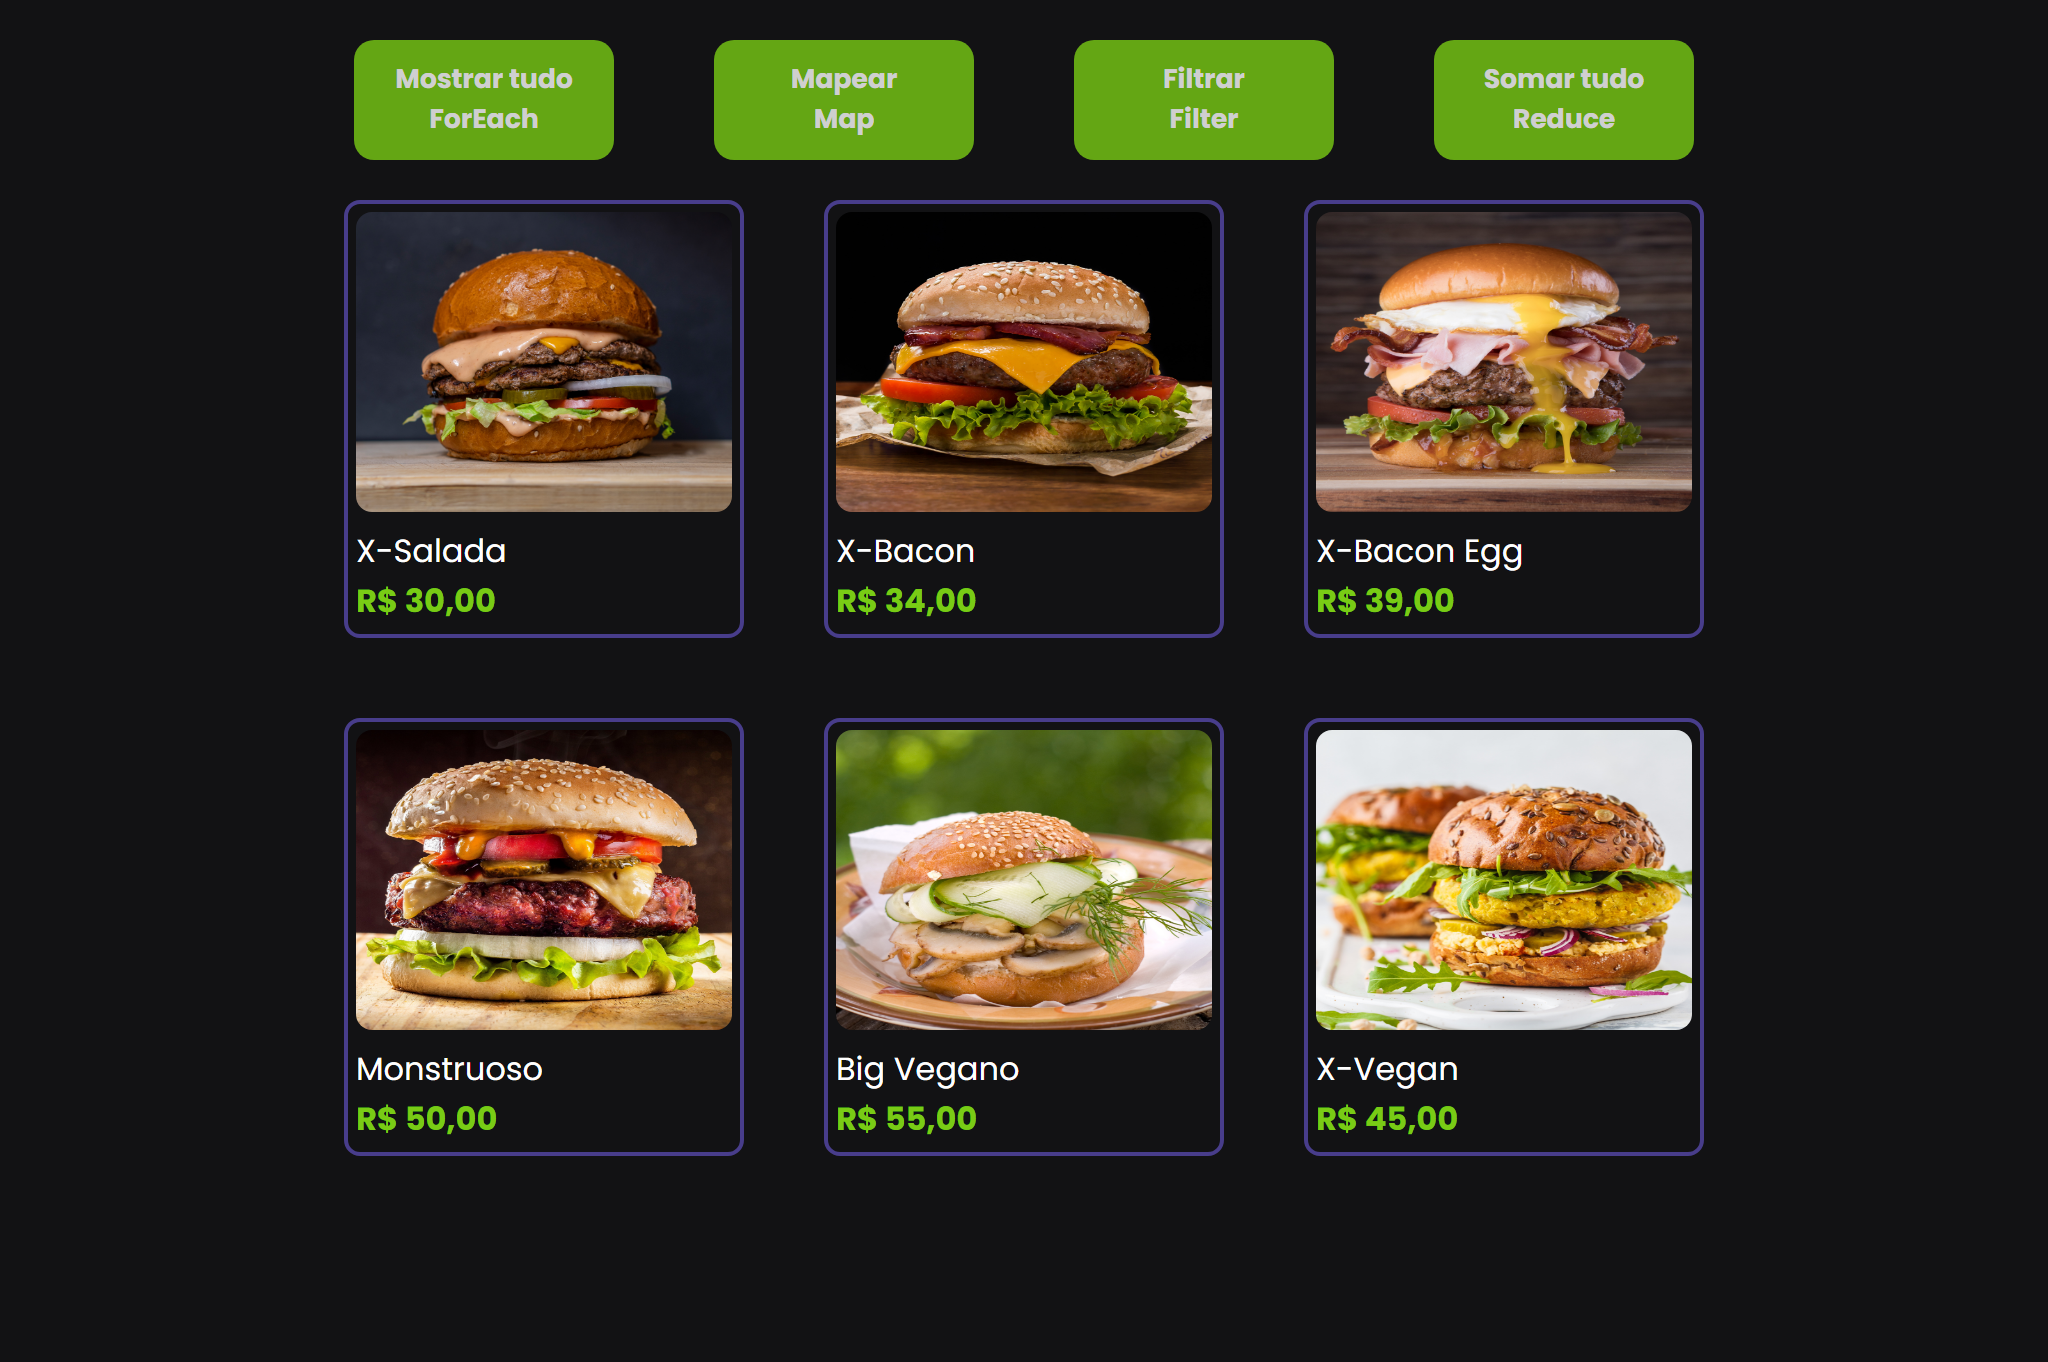 Mostrar tudo
ForEach
Mapear
Map
Filtrar
Filter
Somar tudo
Reduce
X-Salada
R$ 30,00
X-Bacon
R$ 34,00
X-Bacon Egg
R$ 39,00
Monstruoso
R$ 50,00
Big Vegano
R$ 55,00
X-Vegan
R$ 45,00